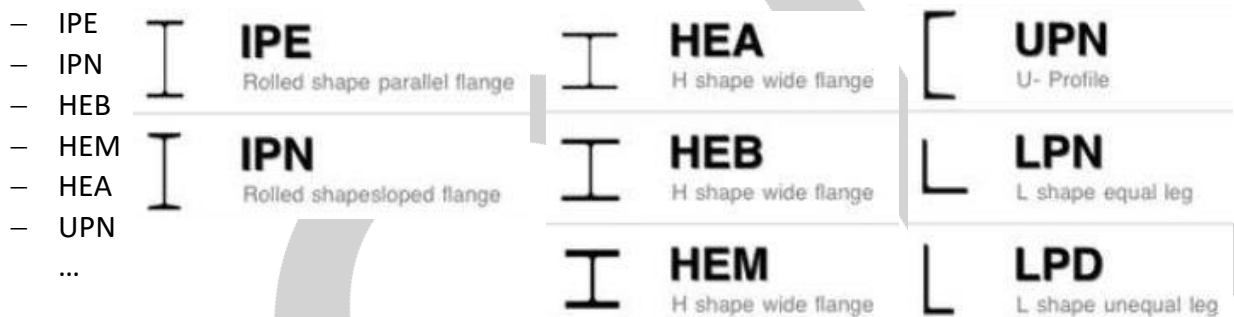 – IPE
– IPN
– HEB
– HEM
– HEA
– UPN
...
IPE
Rolled shape parallel flange
IPN
Rolled shapesloped flange
HEA
H shape wide flange
HEB
H shape wide flange
HEM
H shape wide flange
UPN
U- Profile
LPN
L shape equal leg
LPD
L shape unequal leg